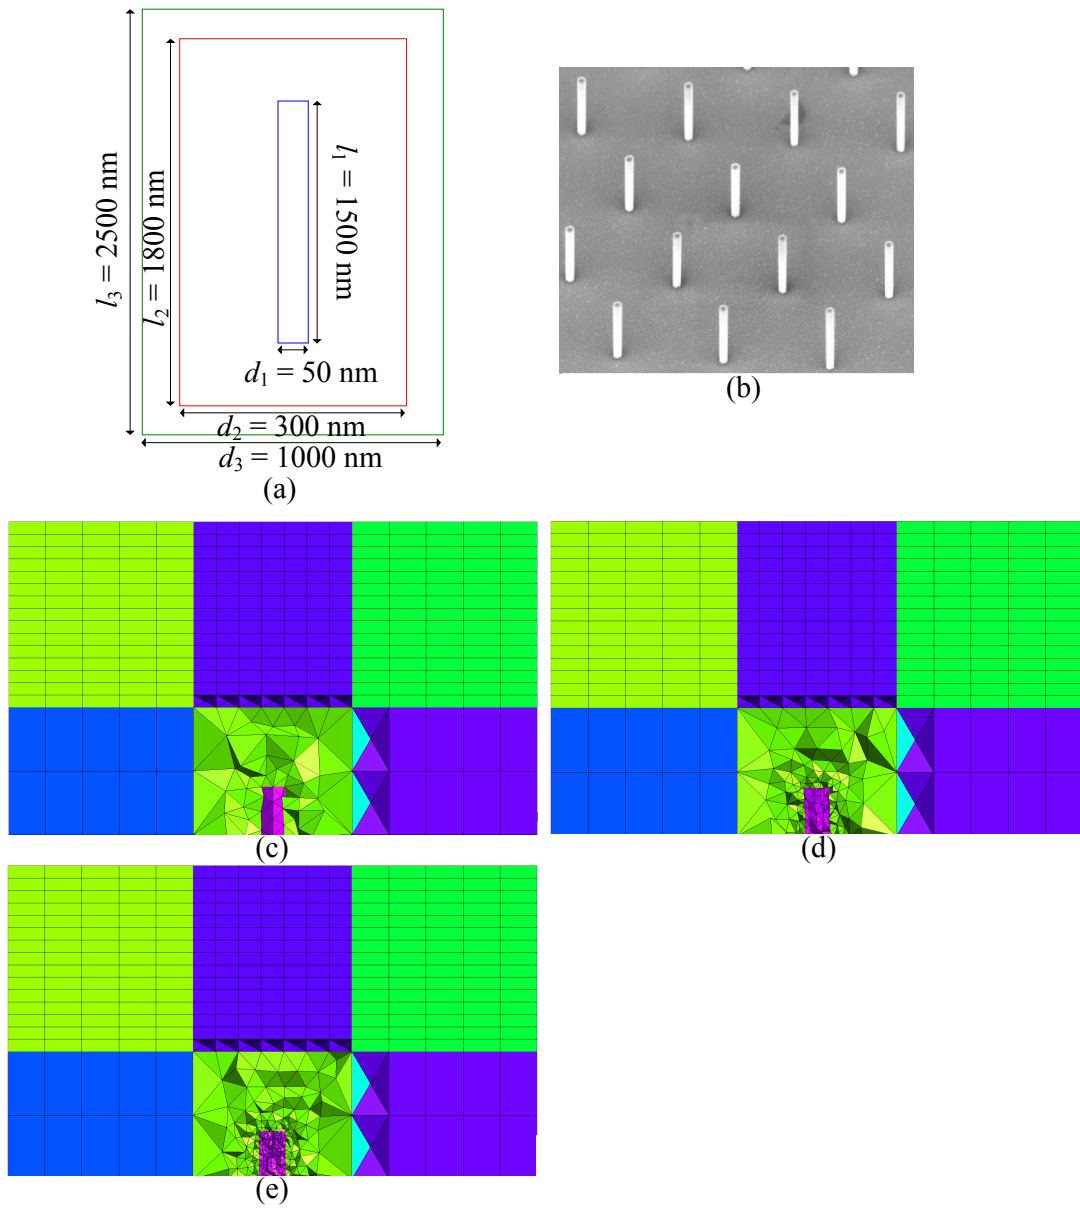 l3 = 2500 nm
l2 = 1800 nm
l1 = 1500 nm
d1 = 50 nm
d2 = 300 nm
d3 = 1000 nm
(a)
(b)
(c)
(d)
(e)